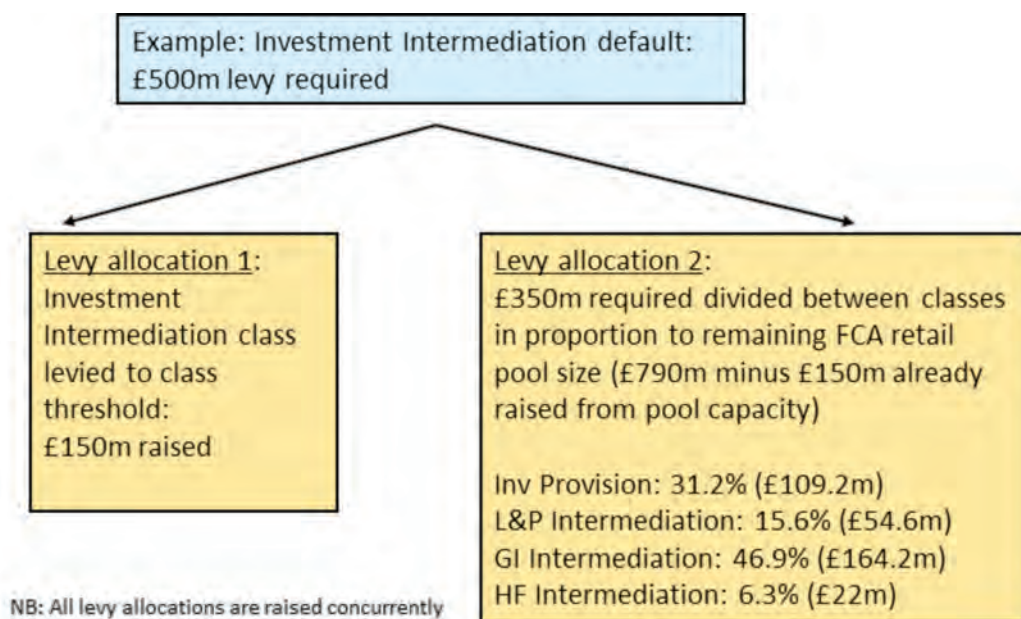 Example: Investment Intermediation default:
£500m levy required
Levy allocation 1:
Investment
Intermediation class
levied to class
threshold:
£150m raised
Levy allocation 2:
£350m required divided between classes
in proportion to remaining FCA retail
pool size (£790m minus £150m already
raised from pool capacity)
Inv Provision: 31.2% (£109.2m)
L&P Intermediation: 15.6% (£54.6m)
GI Intermediation: 46.9% (£164.2m)
HF Intermediation: 6.3% (£22m)
NB: All levy allocations are raised concurrently